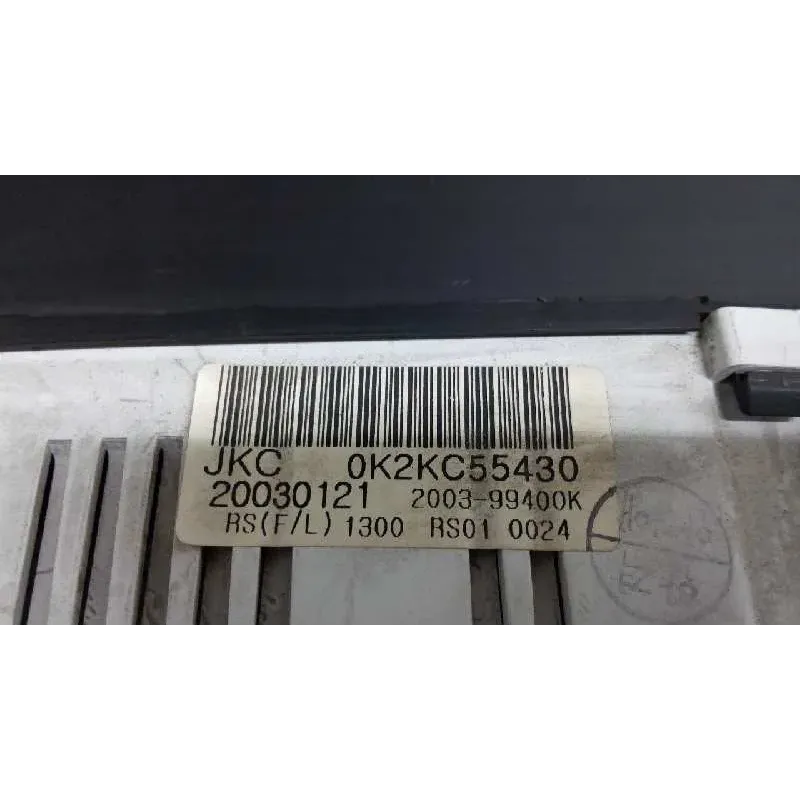 JKC 0K2KC55430
20030121 2003-99400K
RS(F/L) 1300 RS01 0024